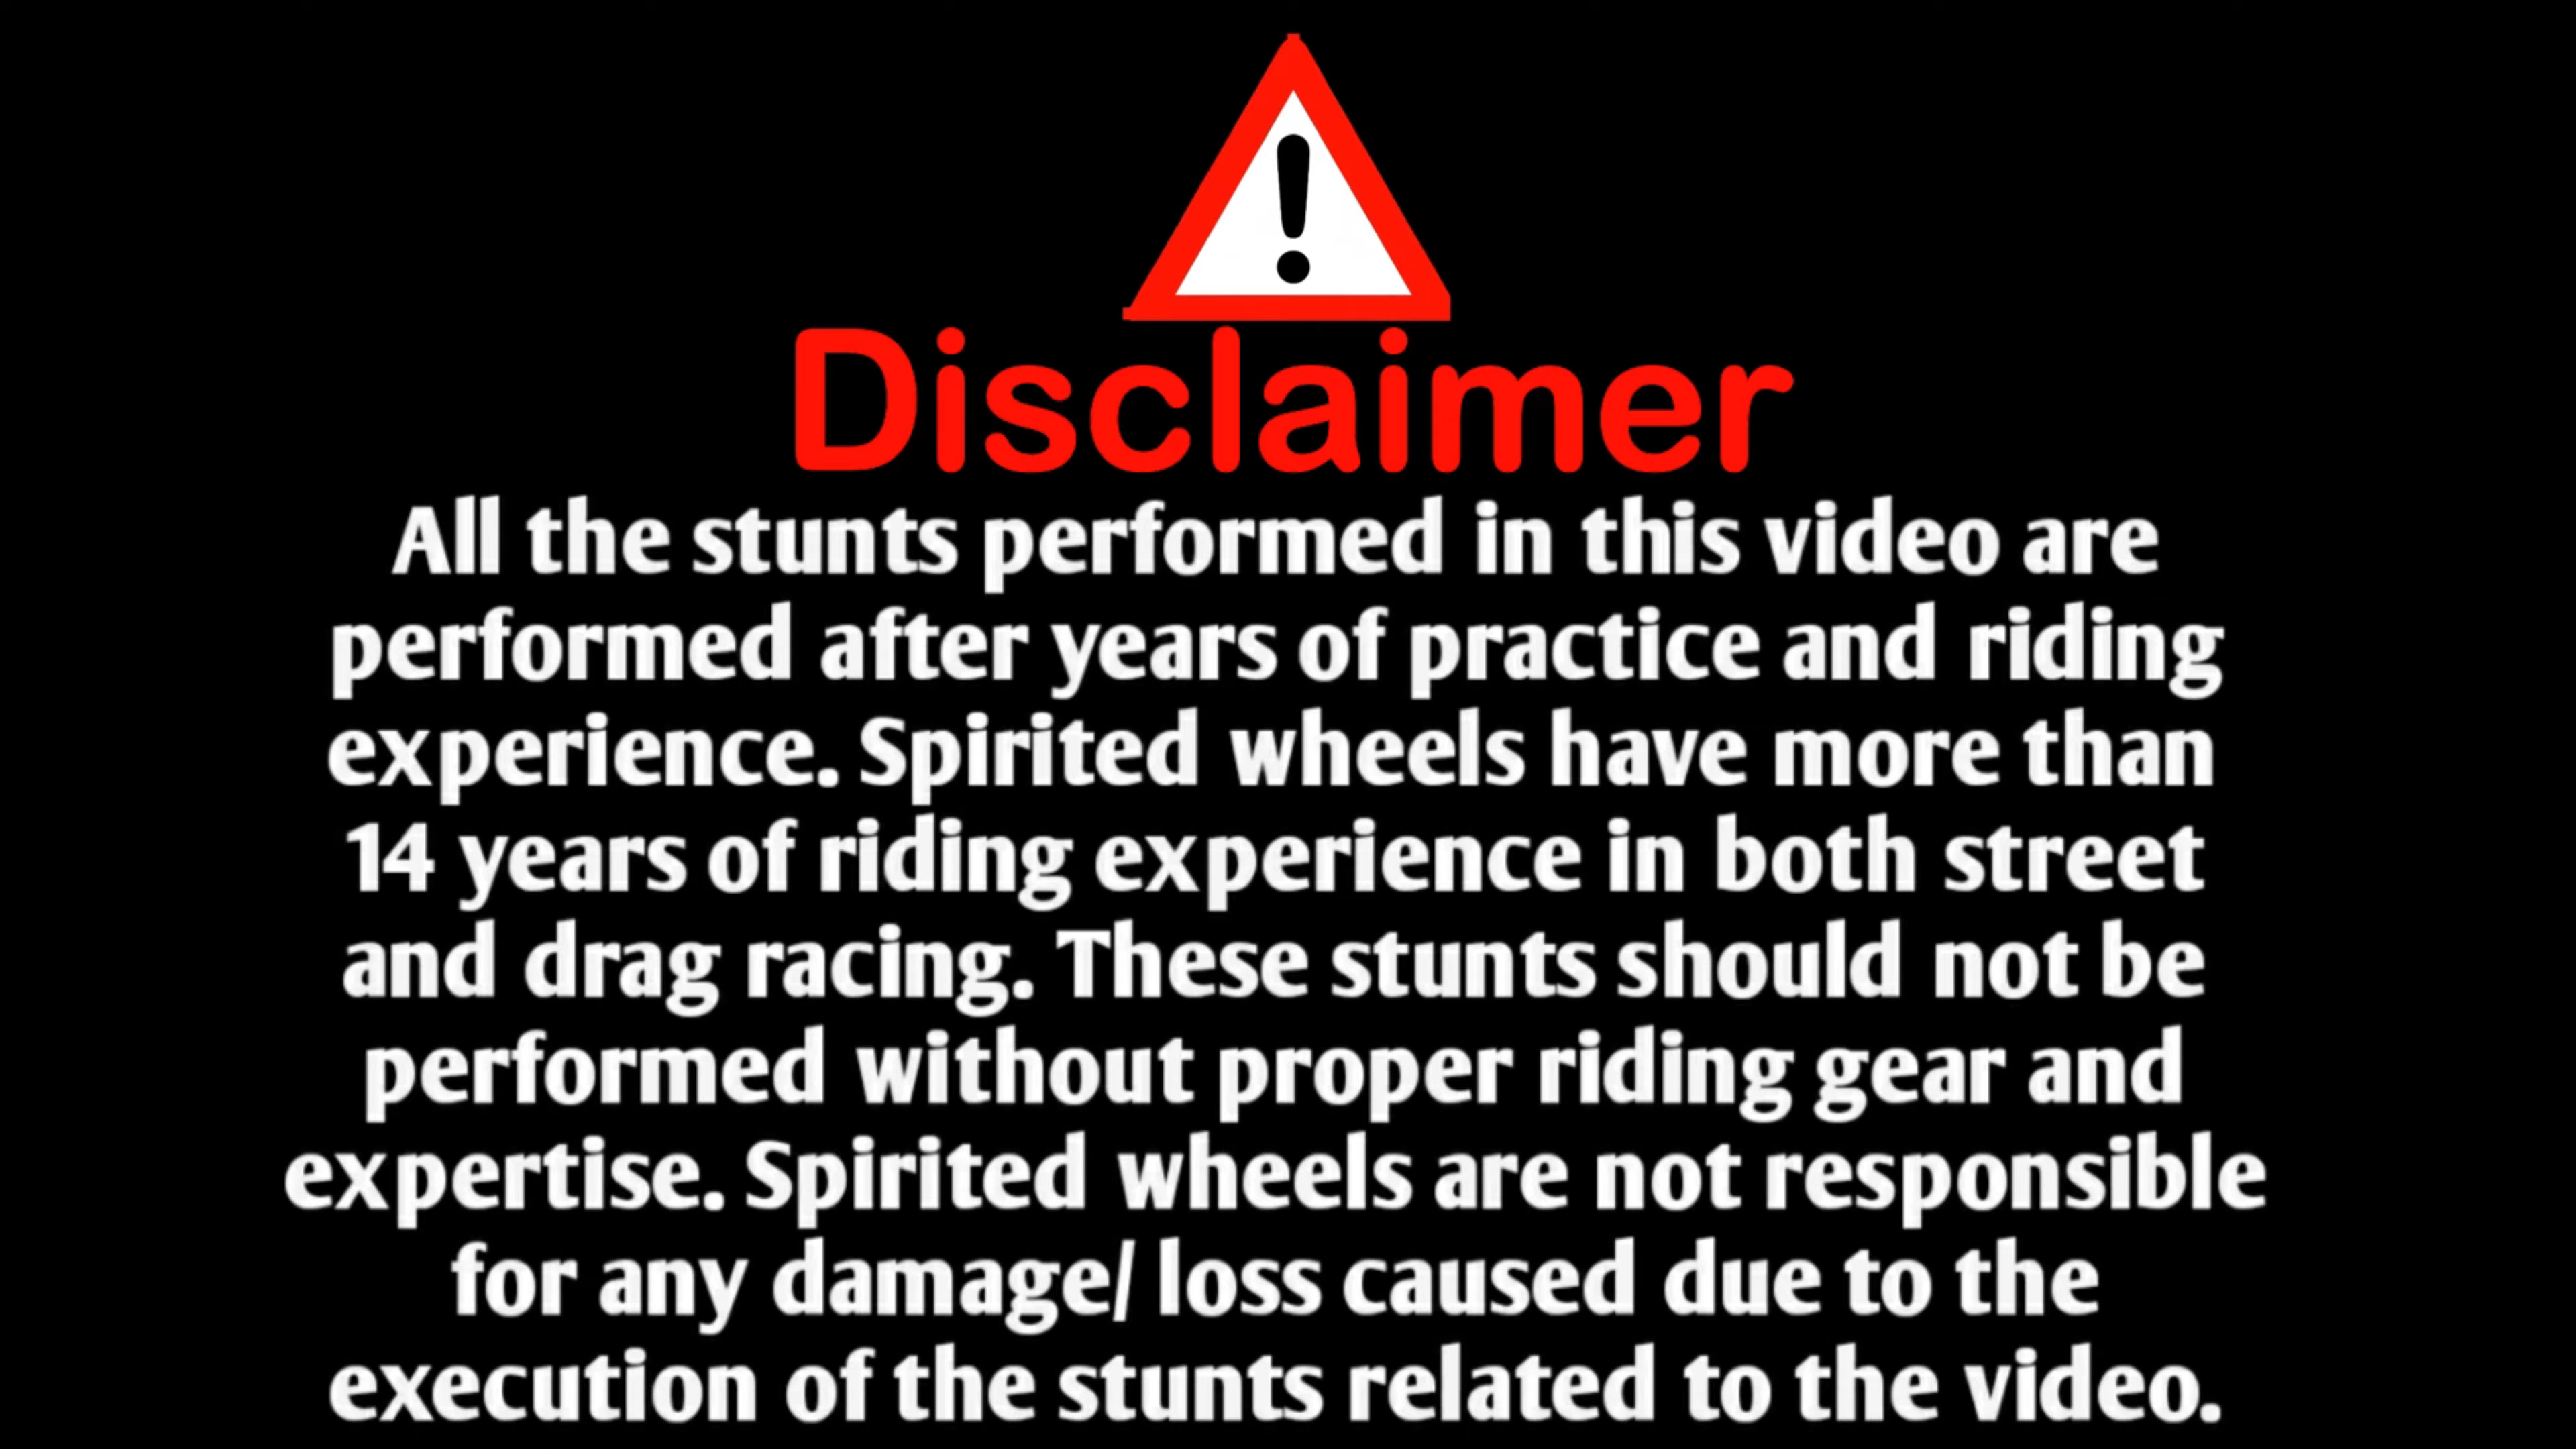 !
Disclaimer
All the stunts performed in this video are
performed after years of practice and riding
experience. Spirited wheels have more than
14 years of riding experience in both street
and drag racing. These stunts should not be
performed without proper riding gear and
expertise. Spirited wheels are not responsible
for any damage/ loss caused due to the
execution of the stunts related to the video.